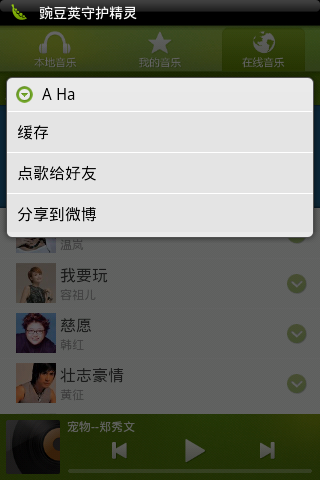 豌豆荚守护精灵
本地音乐
我的音乐
在线音乐
A Ha
缓存
点歌给好友
分享到微博
温岚
我要玩
容祖儿
慈愿
韩红
壮志豪情
黄征
宠物--郑秀文